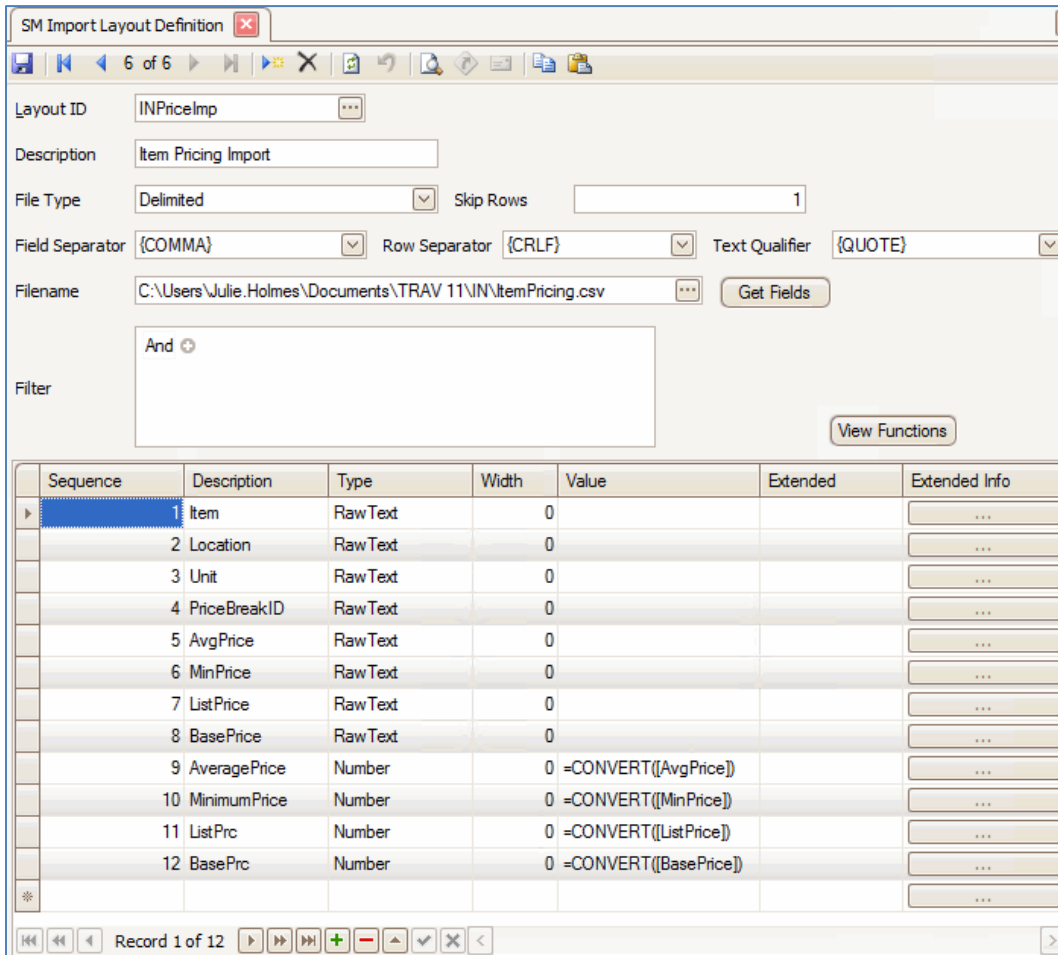 SM Import Layout Definition
6 of 6
Layout ID INPriceImp ...
Description Item Pricing Import
File Type Delimited Skip Rows 1
Field Separator {COMMA} Row Separator {CRLF} Text Qualifier {QUOTE}
Filename C:\Users\Julie.Holmes\Documents\TRAV 11\IN\ItemPricing.csv ... Get Fields
And
Filter
View Functions
Sequence Description Type Width Value Extended Extended Info
1 Item RawText 0 ...
2 Location RawText 0 ...
3 Unit RawText 0 ...
4 PriceBreakID RawText 0 ...
5 AvgPrice RawText 0 ...
6 MinPrice RawText 0 ...
7 ListPrice RawText 0 ...
8 BasePrice RawText 0 ...
9 AveragePrice Number 0 =CONVERT([AvgPrice]) ...
10 MinimumPrice Number 0 =CONVERT([MinPrice]) ...
11 ListPrc Number 0 =CONVERT([ListPrice]) ...
12 BasePrc Number 0 =CONVERT([BasePrice]) ...
...
Record 1 of 12